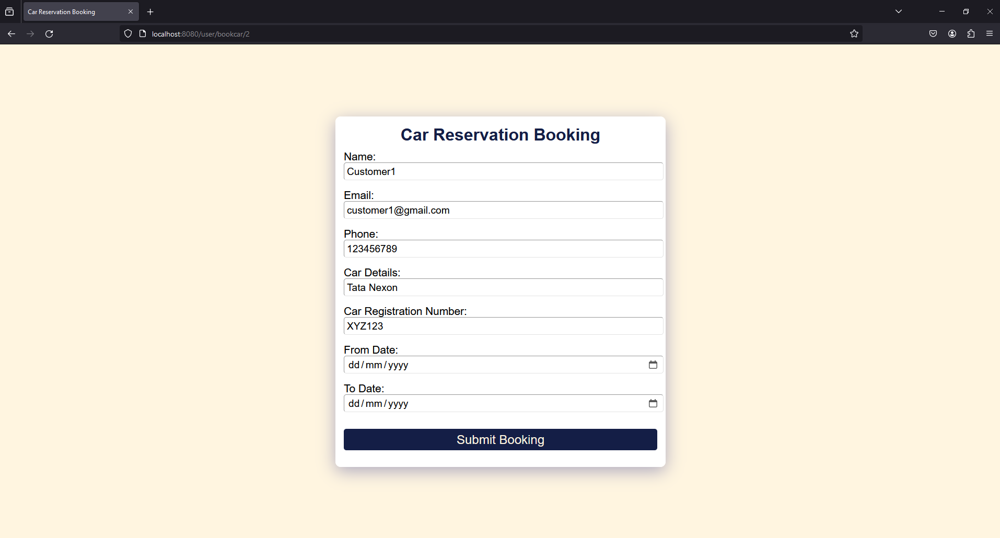 Car Reservation Booking
localhost:8080/user/bookcar/2
Car Reservation Booking
Name:
Customer1
Email:
customer1@gmail.com
Phone:
123456789
Car Details:
Tata Nexon
Car Registration Number:
XYZ123
From Date:
dd/mm/yyyy
To Date:
dd/mm/yyyy
Submit Booking